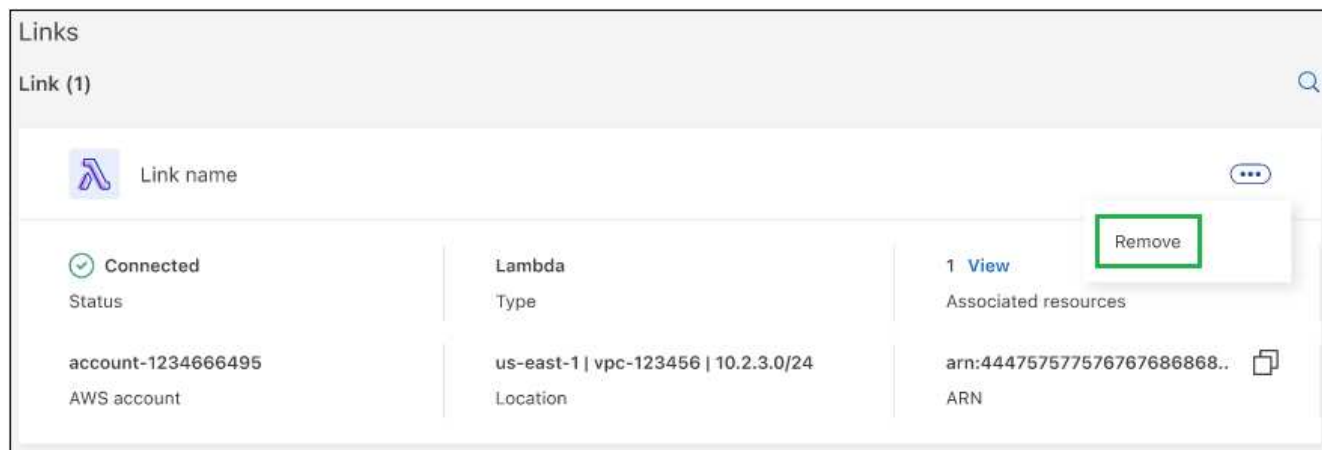 Links
Link (1)
Link name
Remove
Connected
Lambda
1 View
Status
Type
Associated resources
account-1234666495
us-east-1 | vpc-123456 | 10.2.3.0/24
arn:444757577576767686868..
AWS account
Location
ARN